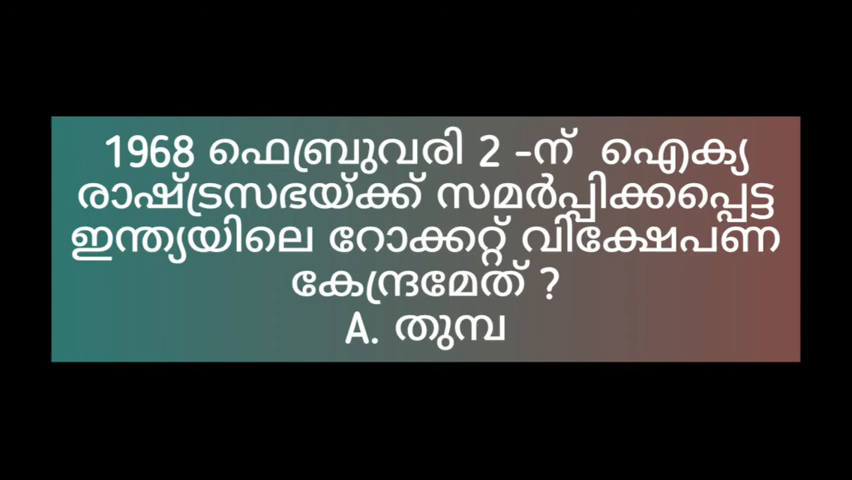 1968 ഫെബ്രുവരി 2 -ന് ഐക്യ
രാഷ്ട്രസഭയ്ക്ക് സമർപ്പിക്കപ്പെട്ട
ഇന്ത്യയിലെ റോക്കറ്റ് വിക്ഷേപണ
കേന്ദ്രമേത് ?
A. തുമ്പ